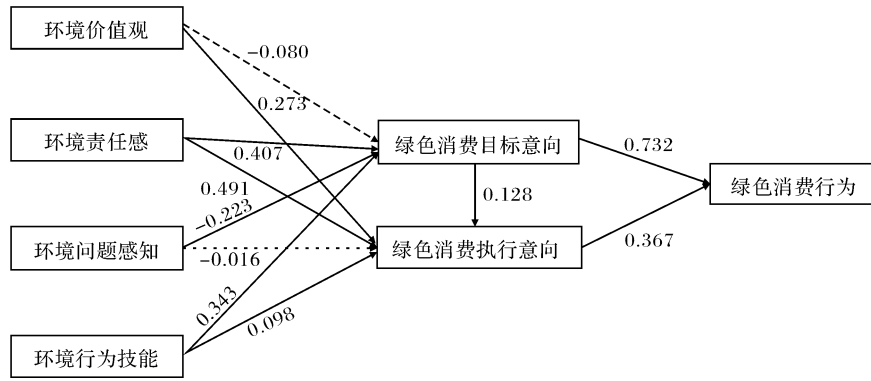 环境价值观
-0.080
0.273
环境责任感
0.407
绿色消费目标意向
0.732
0.491
-0.223
0.128
绿色消费行为
环境问题感知
-0.016
绿色消费执行意向
0.367
0.343
0.098
环境行为技能